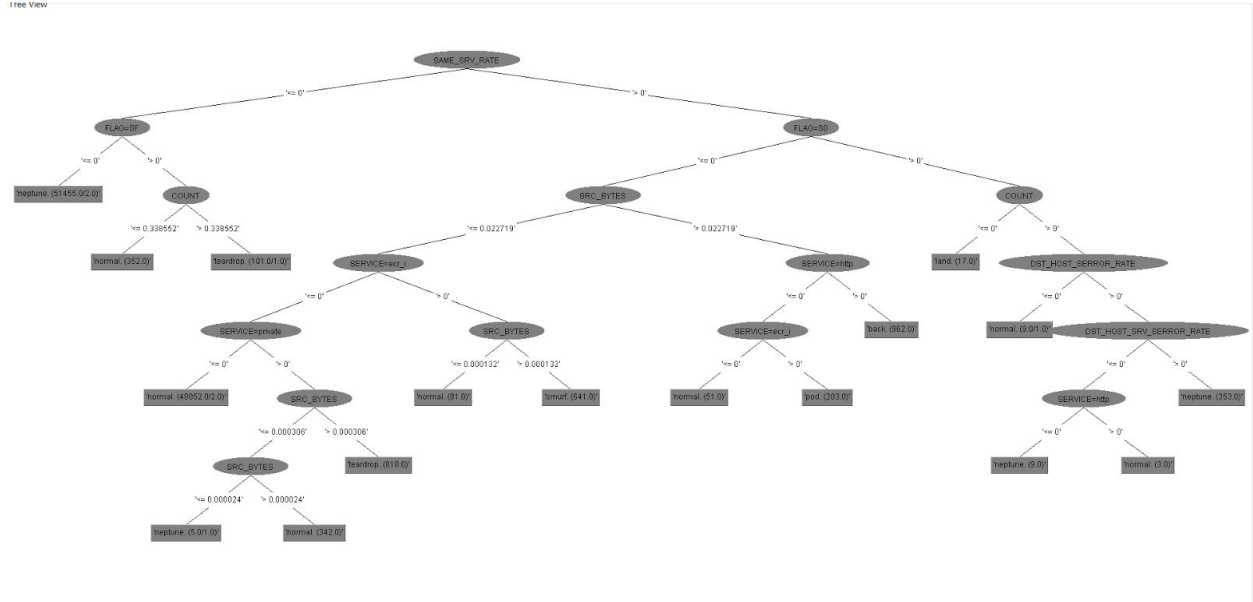 Tree View
SAME_SRV_RATE
'<= 0' '> 0'
FLAG=SF FLAG=S0
'<= 0' '> 0' '<= 0' '> 0'
'neptune. (51455.0/2.0)' COUNT SRC_BYTES COUNT
'<= 0.338552' '> 0.338552' '<= 0.022719' '> 0.022719' '<= 0' '> 0'
'normal. (352.0)' 'teardrop. (101.0/1.0)' SERVICE=ecr_i SERVICE=http 'land. (17.0)' DST_HOST_SERROR_RATE
'<= 0' '> 0' '<= 0' '> 0' '<= 0' '> 0'
SERVICE=private SRC_BYTES SERVICE=ecr_i 'back. (962.0)' 'normal. (9.0/1.0)' DST_HOST_SRV_SERROR_RATE
'<= 0' '> 0' '<= 0.000132' '> 0.000132' '<= 0' '> 0' '<= 0' '> 0'
'normal. (48052.0/2.0)' SRC_BYTES 'normal. (81.0)' 'smurf. (641.0)' 'normal. (51.0)' 'pod. (203.0)' SERVICE=http 'neptune. (353.0)'
'<= 0.000306' '> 0.000306' '<= 0' '> 0'
SRC_BYTES 'teardrop. (818.0)' 'neptune. (9.0)' 'normal. (3.0)'
'<= 0.000024' '> 0.000024'
'neptune. (5.0/1.0)' 'normal. (342.0)'